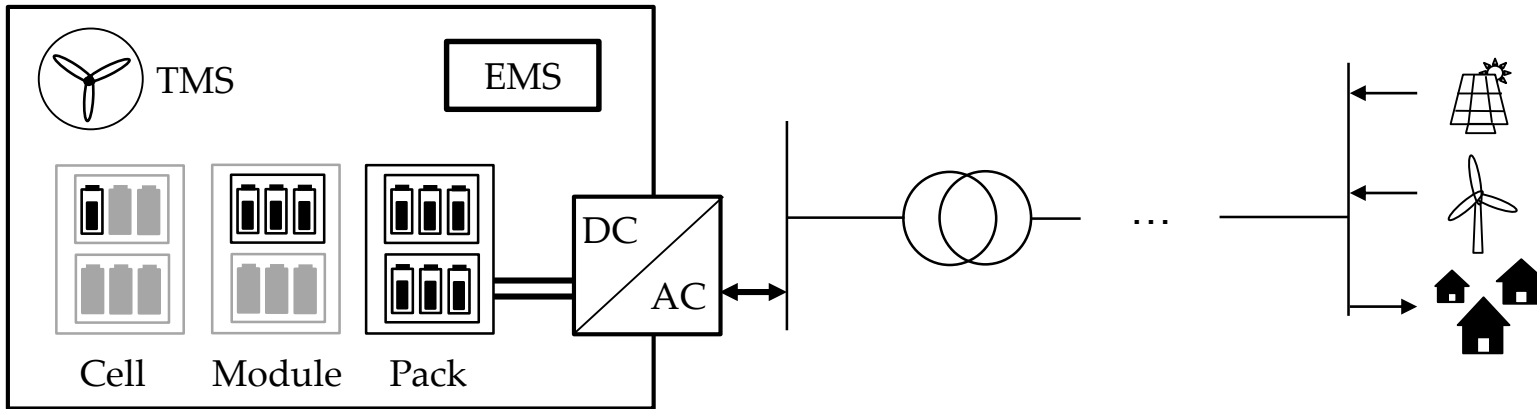 TMS
EMS
DC
AC
...
Cell
Module
Pack